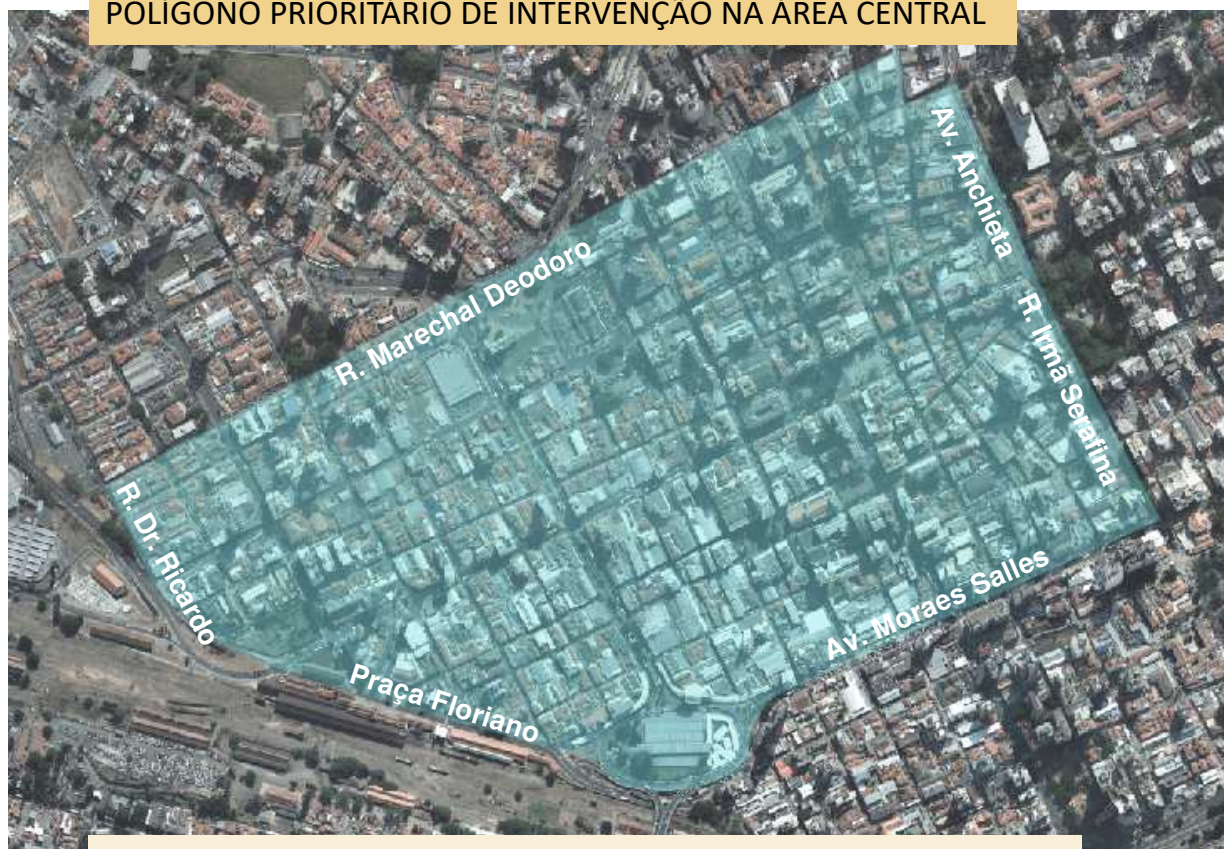 POLÍGONO PRIORITÁRIO DE INTERVENÇÃO NA ÁREA CENTRAL
Av. Anchieta
R. Marechal Deodoro
R. Irmã Serafina
R. Dr. Ricardo
Av. Moraes Salles
Praça Floriano